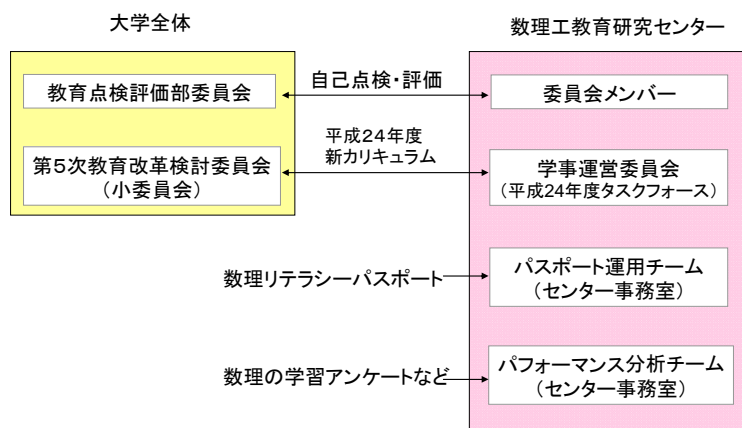 大学全体
数理工教育研究センター
教育点検評価部委員会
自己点検・評価
委員会メンバー
第5次教育改革検討委員会
（小委員会）
平成24年度
新カリキュラム
学事運営委員会
（平成24年度タスクフォース）
数理リテラシーパスポート
パスポート運用チーム
（センター事務室）
数理の学習アンケートなど
パフォーマンス分析チーム
（センター事務室）